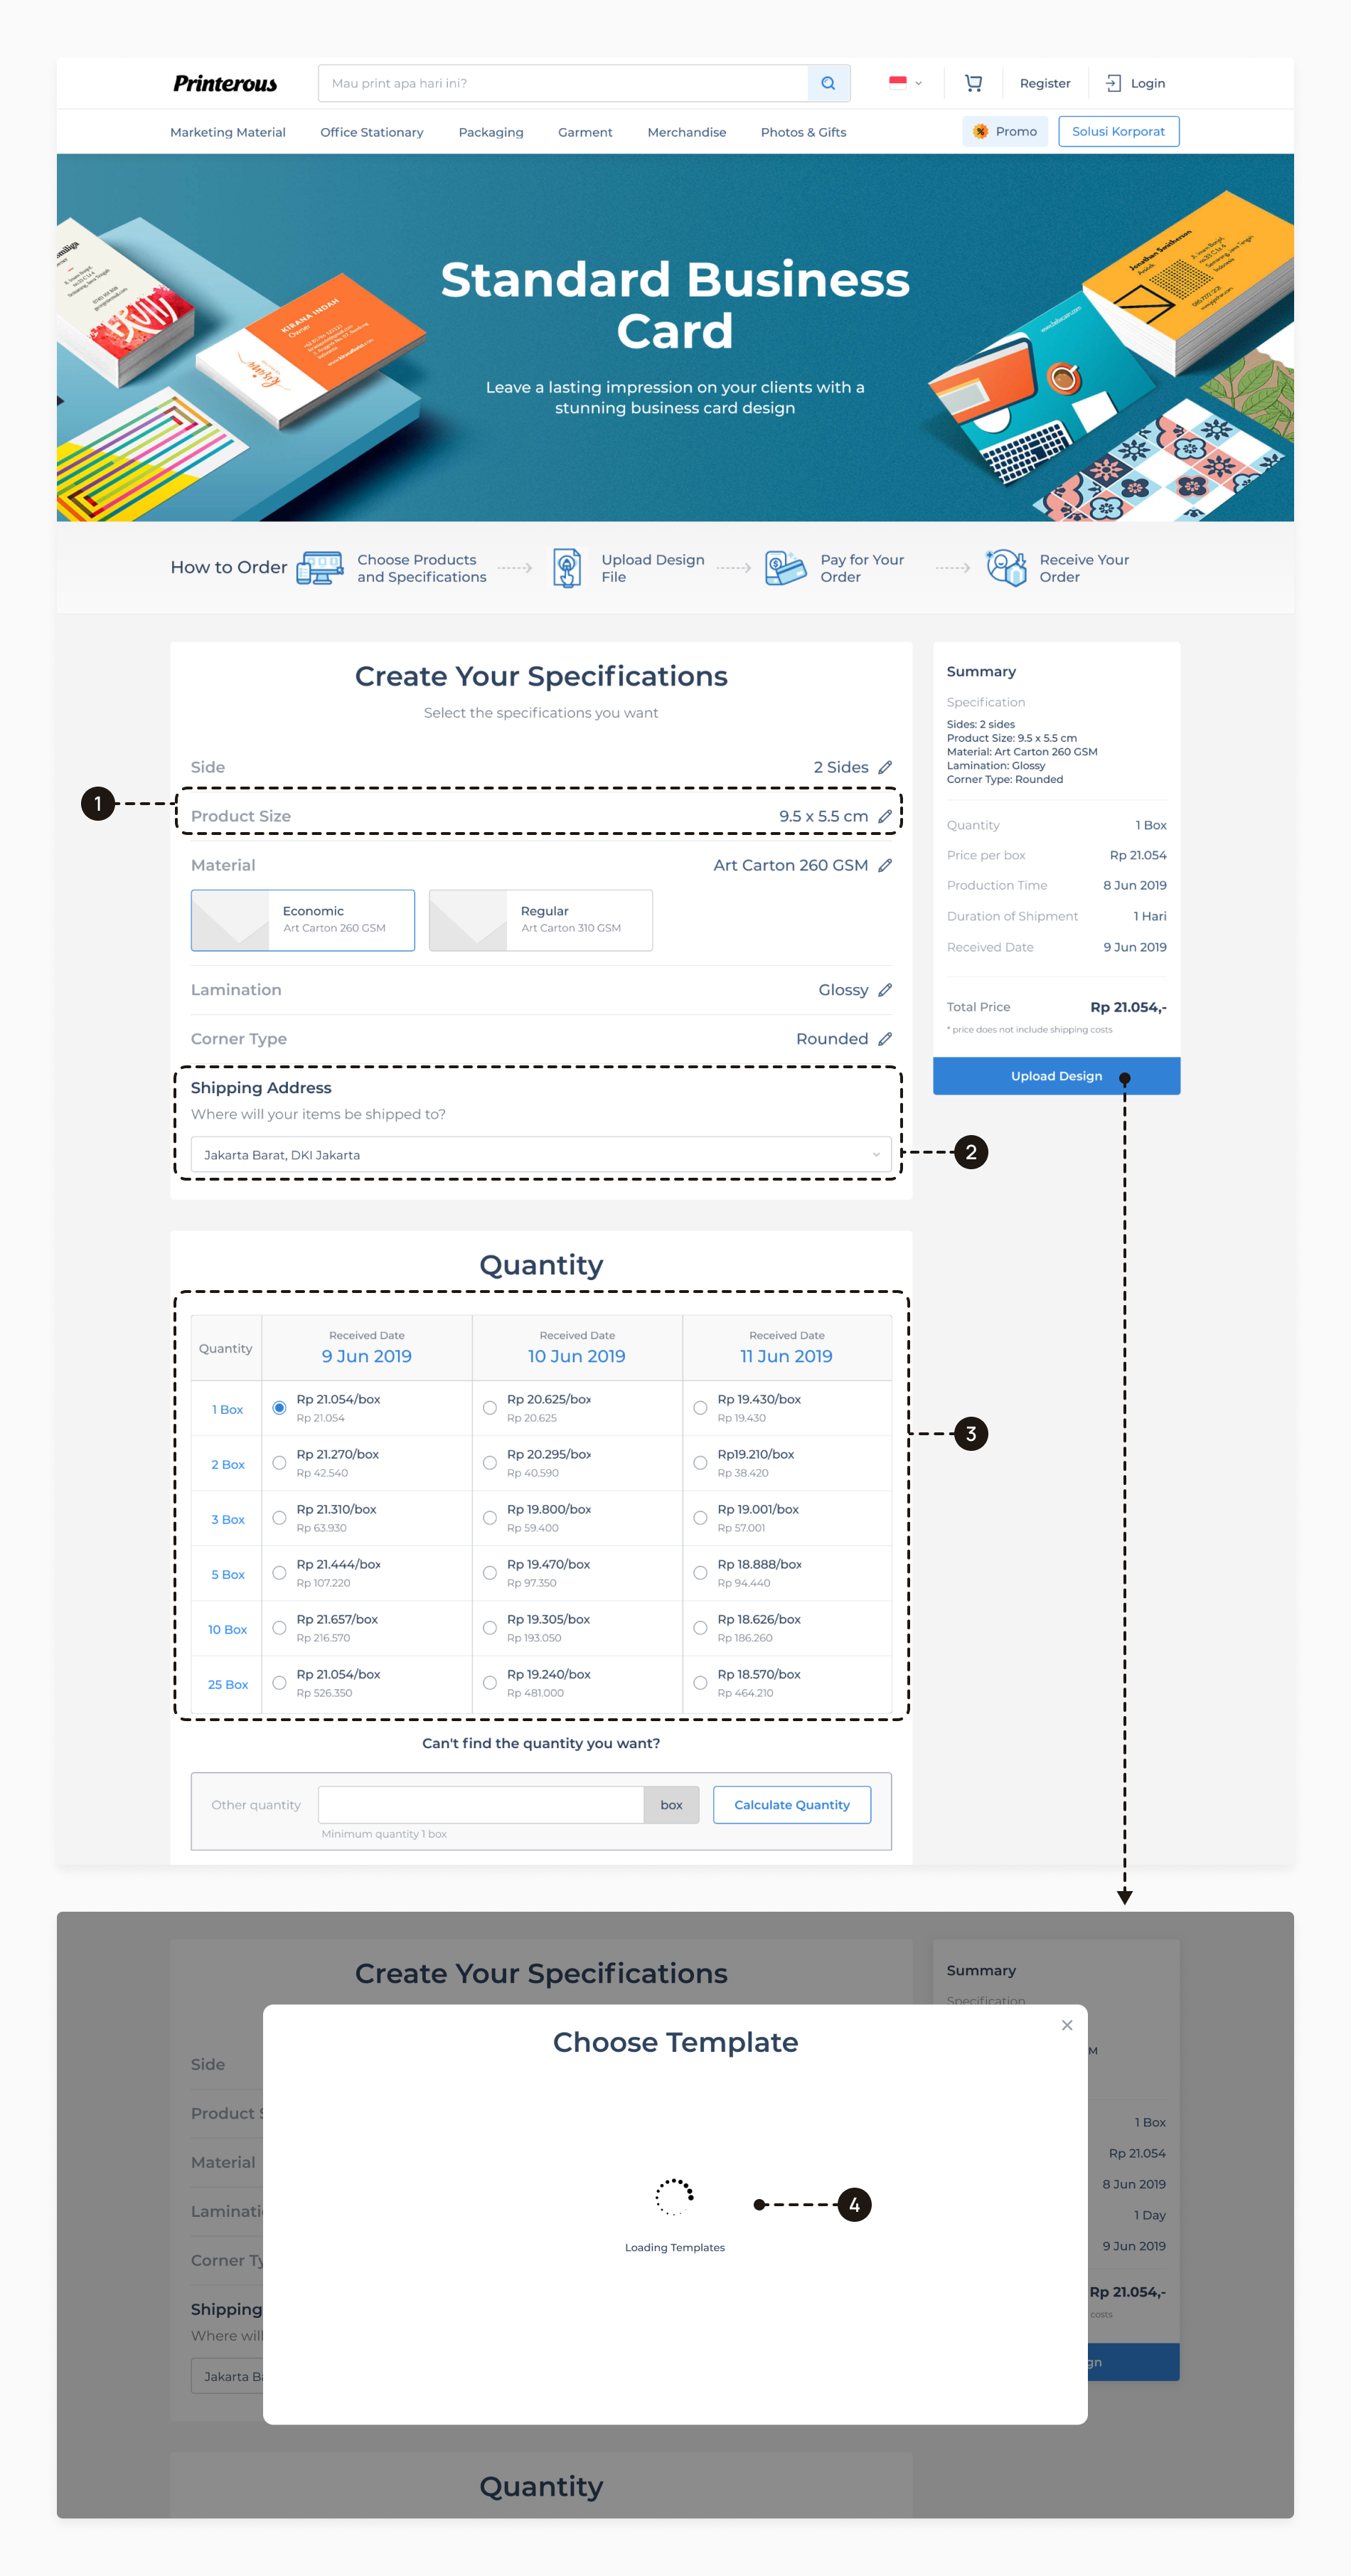 Printerous
Mau print apa hari ini?
Register
Login
Marketing Material
Office Stationary
Packaging
Garment
Merchandise
Photos & Gifts
Promo
Solusi Korporat
Standard Business
Card
Leave a lasting impression on your clients with a
stunning business card design
KIRANA INDAH
Owner
Jonathan Smitherson
How to Order
Choose Products
and Specifications
Upload Design
File
Pay for Your
Order
Receive Your
Order
Create Your Specifications
Select the specifications you want
Side
2 Sides
1
Product Size
9.5 x 5.5 cm
Material
Art Carton 260 GSM
Economic
Art Carton 260 GSM
Regular
Art Carton 310 GSM
Lamination
Glossy
Corner Type
Rounded
Shipping Address
Where will your items be shipped to?
Jakarta Barat, DKI Jakarta
2
Summary
Specification
Sides: 2 sides
Product Size: 9.5 x 5.5 cm
Material: Art Carton 260 GSM
Lamination: Glossy
Corner Type: Rounded
Quantity
1 Box
Price per box
Rp 21.054
Production Time
8 Jun 2019
Duration of Shipment
1 Hari
Received Date
9 Jun 2019
Total Price
Rp 21.054,-
* price does not include shipping costs
Upload Design
Quantity
Quantity
Received Date
9 Jun 2019
Received Date
10 Jun 2019
Received Date
11 Jun 2019
1 Box
Rp 21.054/box
Rp 21.054
Rp 20.625/box
Rp 20.625
Rp 19.430/box
Rp 19.430
3
2 Box
Rp 21.270/box
Rp 42.540
Rp 20.295/box
Rp 40.590
Rp19.210/box
Rp 38.420
3 Box
Rp 21.310/box
Rp 63.930
Rp 19.800/box
Rp 59.400
Rp 19.001/box
Rp 57.001
5 Box
Rp 21.444/box
Rp 107.220
Rp 19.470/box
Rp 97.350
Rp 18.888/box
Rp 94.440
10 Box
Rp 21.657/box
Rp 216.570
Rp 19.305/box
Rp 193.050
Rp 18.626/box
Rp 186.260
25 Box
Rp 21.054/box
Rp 526.350
Rp 19.240/box
Rp 481.000
Rp 18.570/box
Rp 464.210
Can't find the quantity you want?
Other quantity
box
Calculate Quantity
Minimum quantity 1 box
Create Your Specifications
Summary
Specification
Choose Template
Side
Product S
Material
Laminati
Corner Ty
Shipping
Where will
Jakarta Ba
Loading Templates
4
M
1 Box
Rp 21.054
8 Jun 2019
1 Day
9 Jun 2019
Rp 21.054,-
costs
gn
Quantity